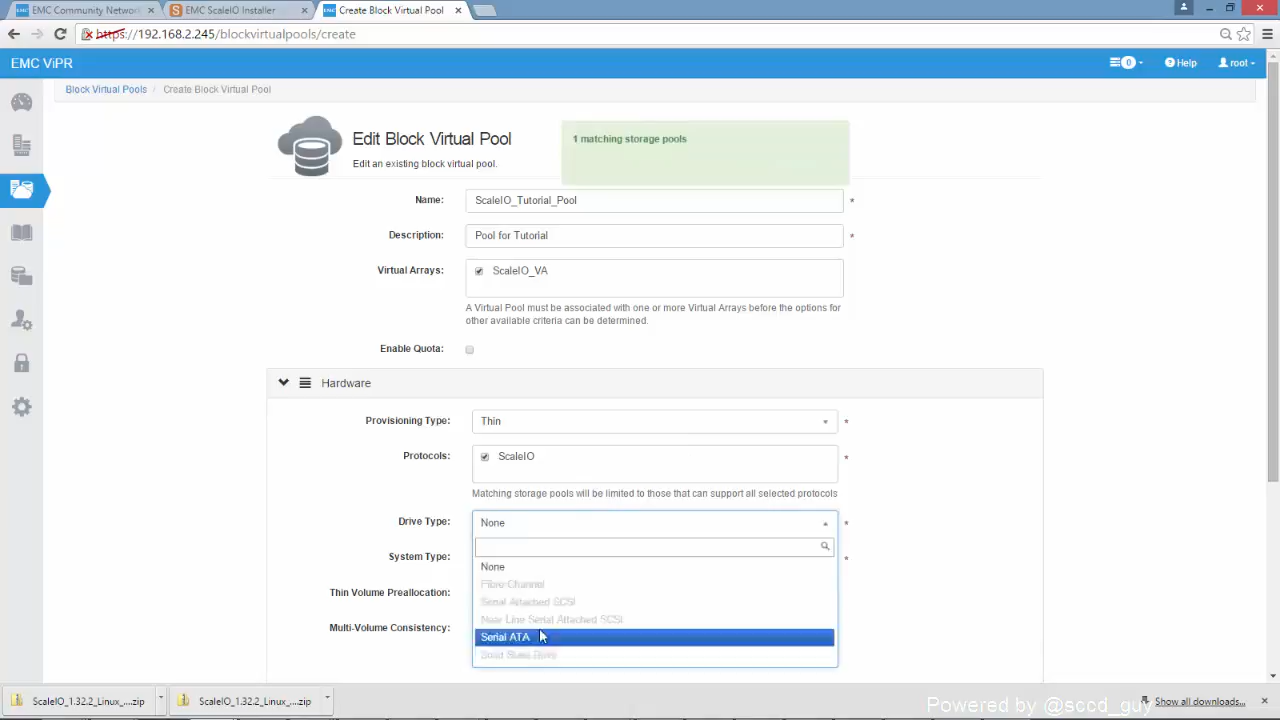 EMC Community Network
EMC ScaleIO Installer
Create Block Virtual Pool
https://192.168.2.245/blockvirtualpools/create
EMC ViPR
0
Help
root
Block Virtual Pools / Create Block Virtual Pool
Edit Block Virtual Pool
Edit an existing block virtual pool.
1 matching storage pools
Name: ScaleIO_Tutorial_Pool *
Description: Pool for Tutorial *
Virtual Arrays: ScaleIO_VA
A Virtual Pool must be associated with one or more Virtual Arrays before the options for
other available criteria can be determined.
Enable Quota:
Hardware
Provisioning Type: Thin *
Protocols: ScaleIO *
Matching storage pools will be limited to those that can support all selected protocols
Drive Type: None *
System Type: *
None
Fibre Channel
Serial Attached SCSI
Thin Volume Preallocation:
Near Line Serial Attached SCSI
Multi-Volume Consistency:
Serial ATA
Solid State Drive
ScaleIO_1.32.2_Linux_...zip
ScaleIO_1.32.2_Linux_...zip
Show all downloads...
Powered by @sccd_guy